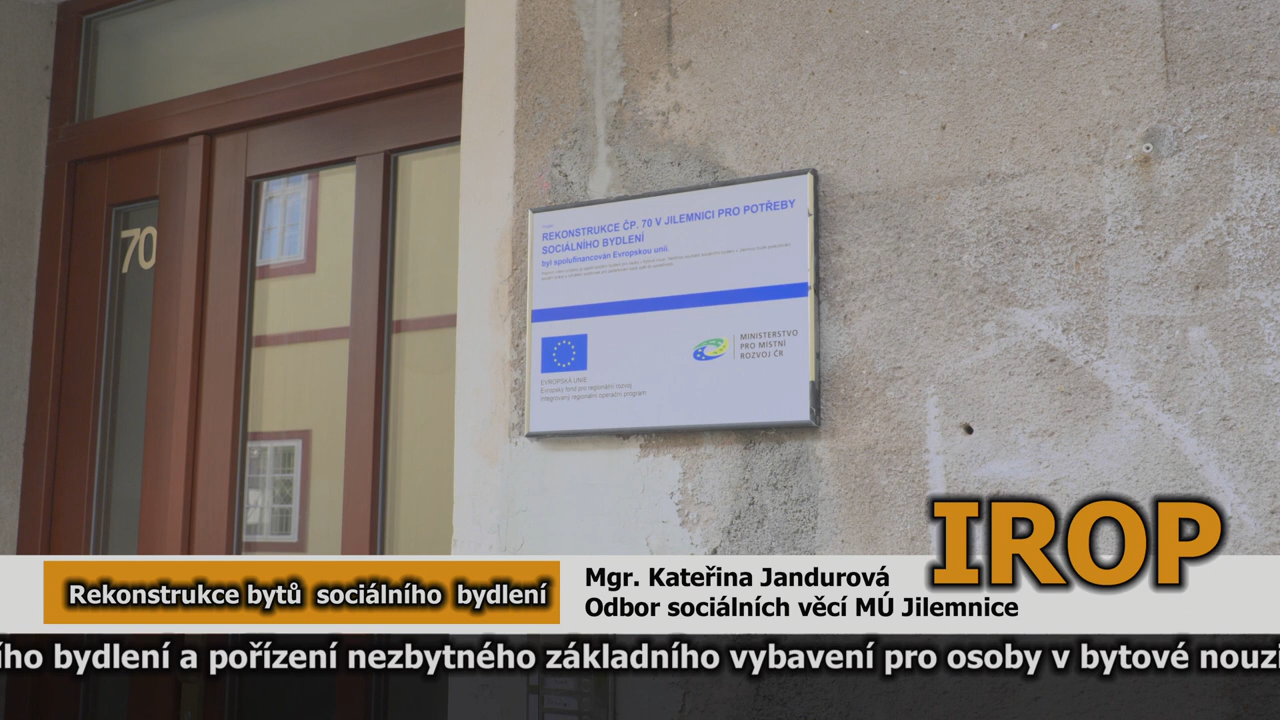 70
REKONSTRUKCE ČP. 70 V JILEMNICI PRO POTŘEBY
SOCIÁLNÍHO BYDLENÍ
byl spolufinancován Evropskou unií.
EVROPSKÁ UNIE
Evropský fond pro regionální rozvoj
Integrovaný regionální operační program
MINISTERSTVO
PRO MÍSTNÍ
ROZVOJ ČR
IROP
Rekonstrukce bytů sociálního bydlení
Mgr. Kateřina Jandurová
Odbor sociálních věcí MÚ Jilemnice
ího bydlení a pořízení nezbytného základního vybavení pro osoby v bytové nouzi